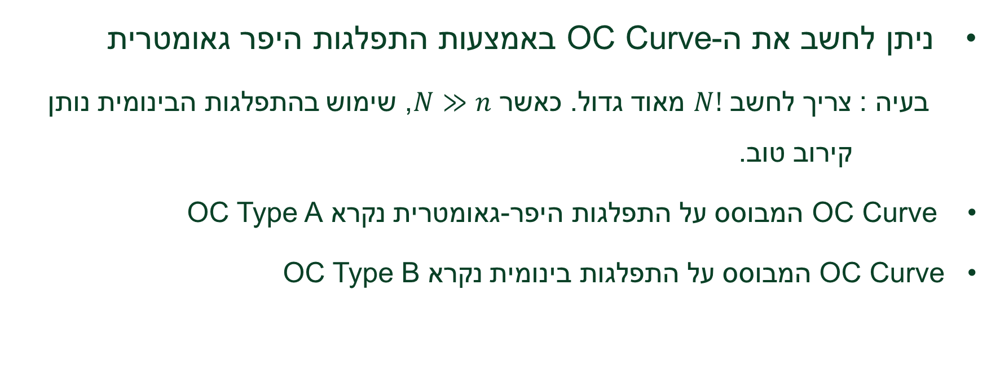 • ניתן לחשב את ה-OC Curve באמצעות התפלגות היפר גאומטרית
בעיה : צריך לחשב N! מאוד גדול. כאשר N ≫ n, שימוש בהתפלגות הבינומית נותן
קירוב טוב.
• OC Curve המבוסס על התפלגות היפר-גאומטרית נקרא OC Type A
• OC Curve המבוסס על התפלגות בינומית נקרא OC Type B